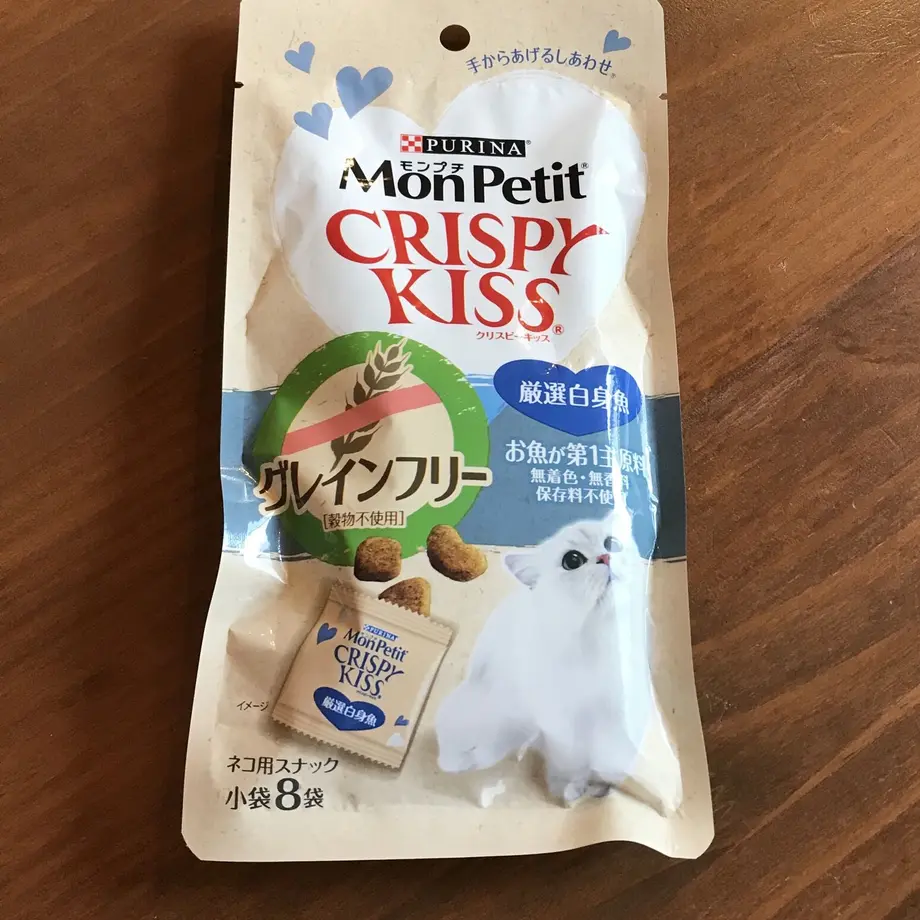 手からあげるしあわせ®
PURINA®
モンプチ
MonPetit®
CRISPY
KISS®
クリスピーキッス
厳選白身魚
お魚が第1主原料
無着色・無香料
保存料不使用
グレインフリー
[穀物不使用]
PURINA
MonPetit
CRISPY
KISS
厳選白身魚
イメージ
ネコ用スナック
小袋8袋